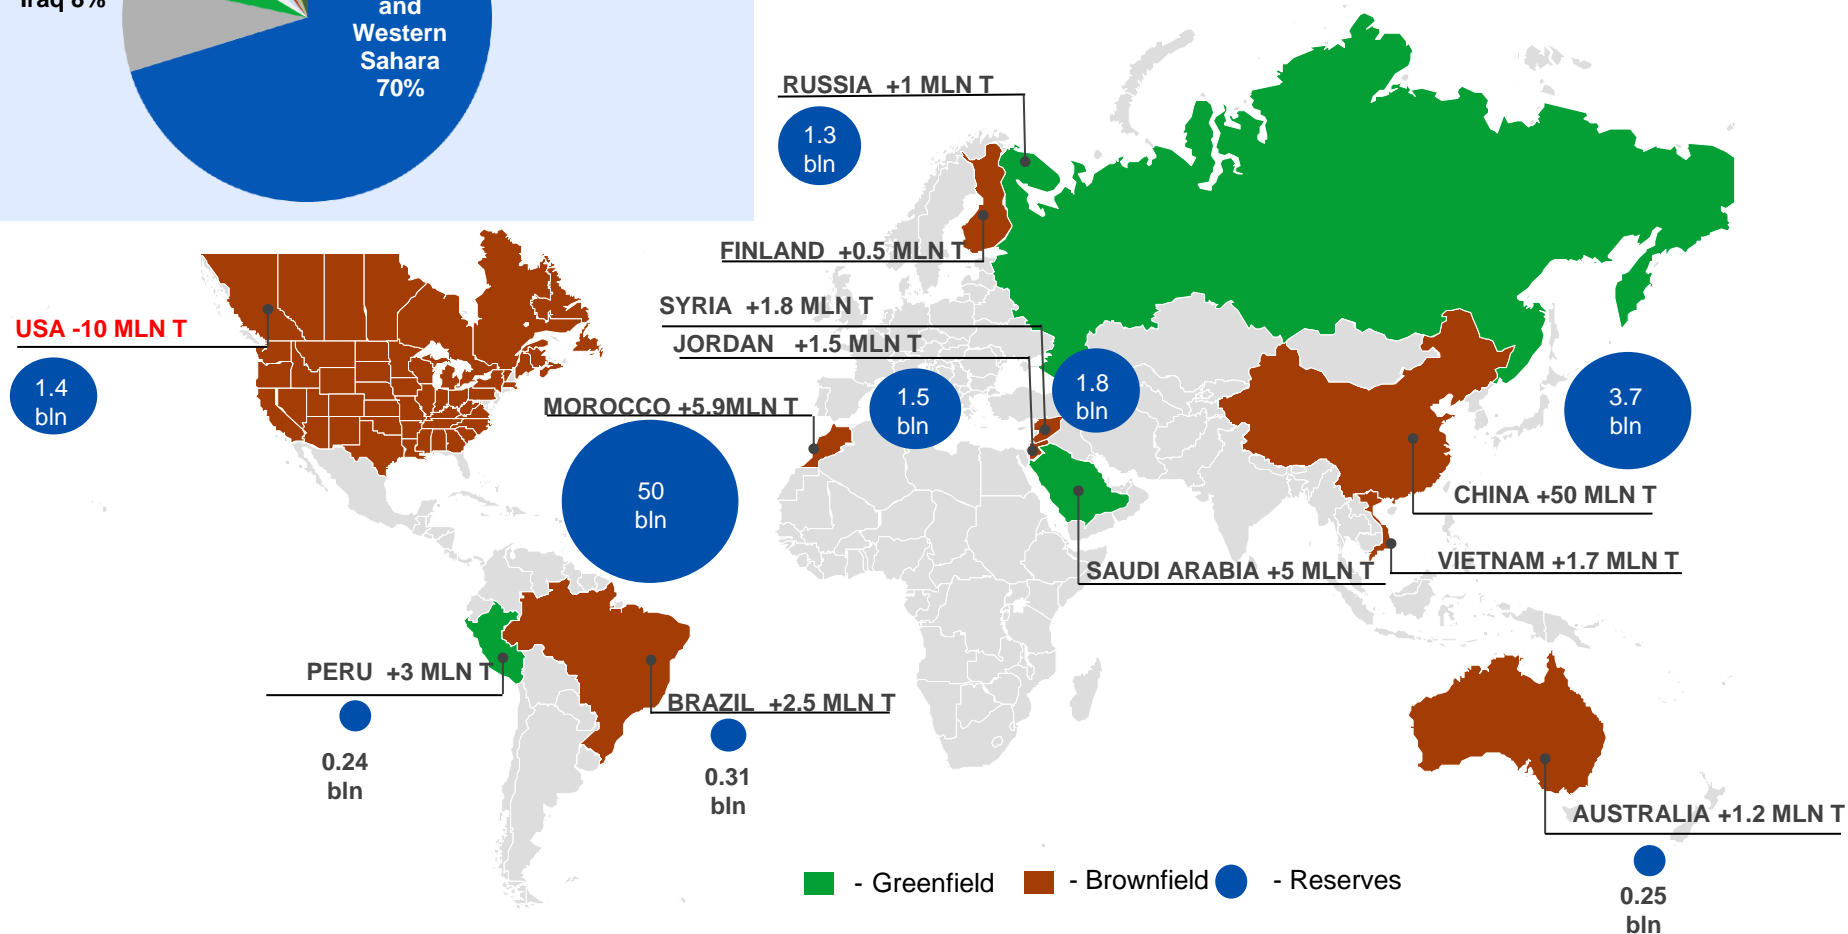 Iraq 8%
and
Western
Sahara
70%
RUSSIA +1 MLN T
1.3
bln
FINLAND +0.5 MLN T
SYRIA +1.8 MLN T
USA -10 MLN T
JORDAN +1.5 MLN T
1.4
bln
1.5
bln
1.8
bln
3.7
bln
MOROCCO +5.9MLN T
50
bln
CHINA +50 MLN T
VIETNAM +1.7 MLN T
SAUDI ARABIA +5 MLN T
PERU +3 MLN T
BRAZIL +2.5 MLN T
0.24
bln
0.31
bln
AUSTRALIA +1.2 MLN T
- Greenfield
- Brownfield
- Reserves
0.25
bln